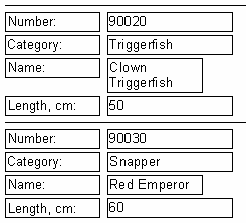 Number: 90020
Category: Triggerfish
Name: Clown
Triggerfish
Length, cm: 50
Number: 90030
Category: Snapper
Name: Red Emperor
Length, cm: 60